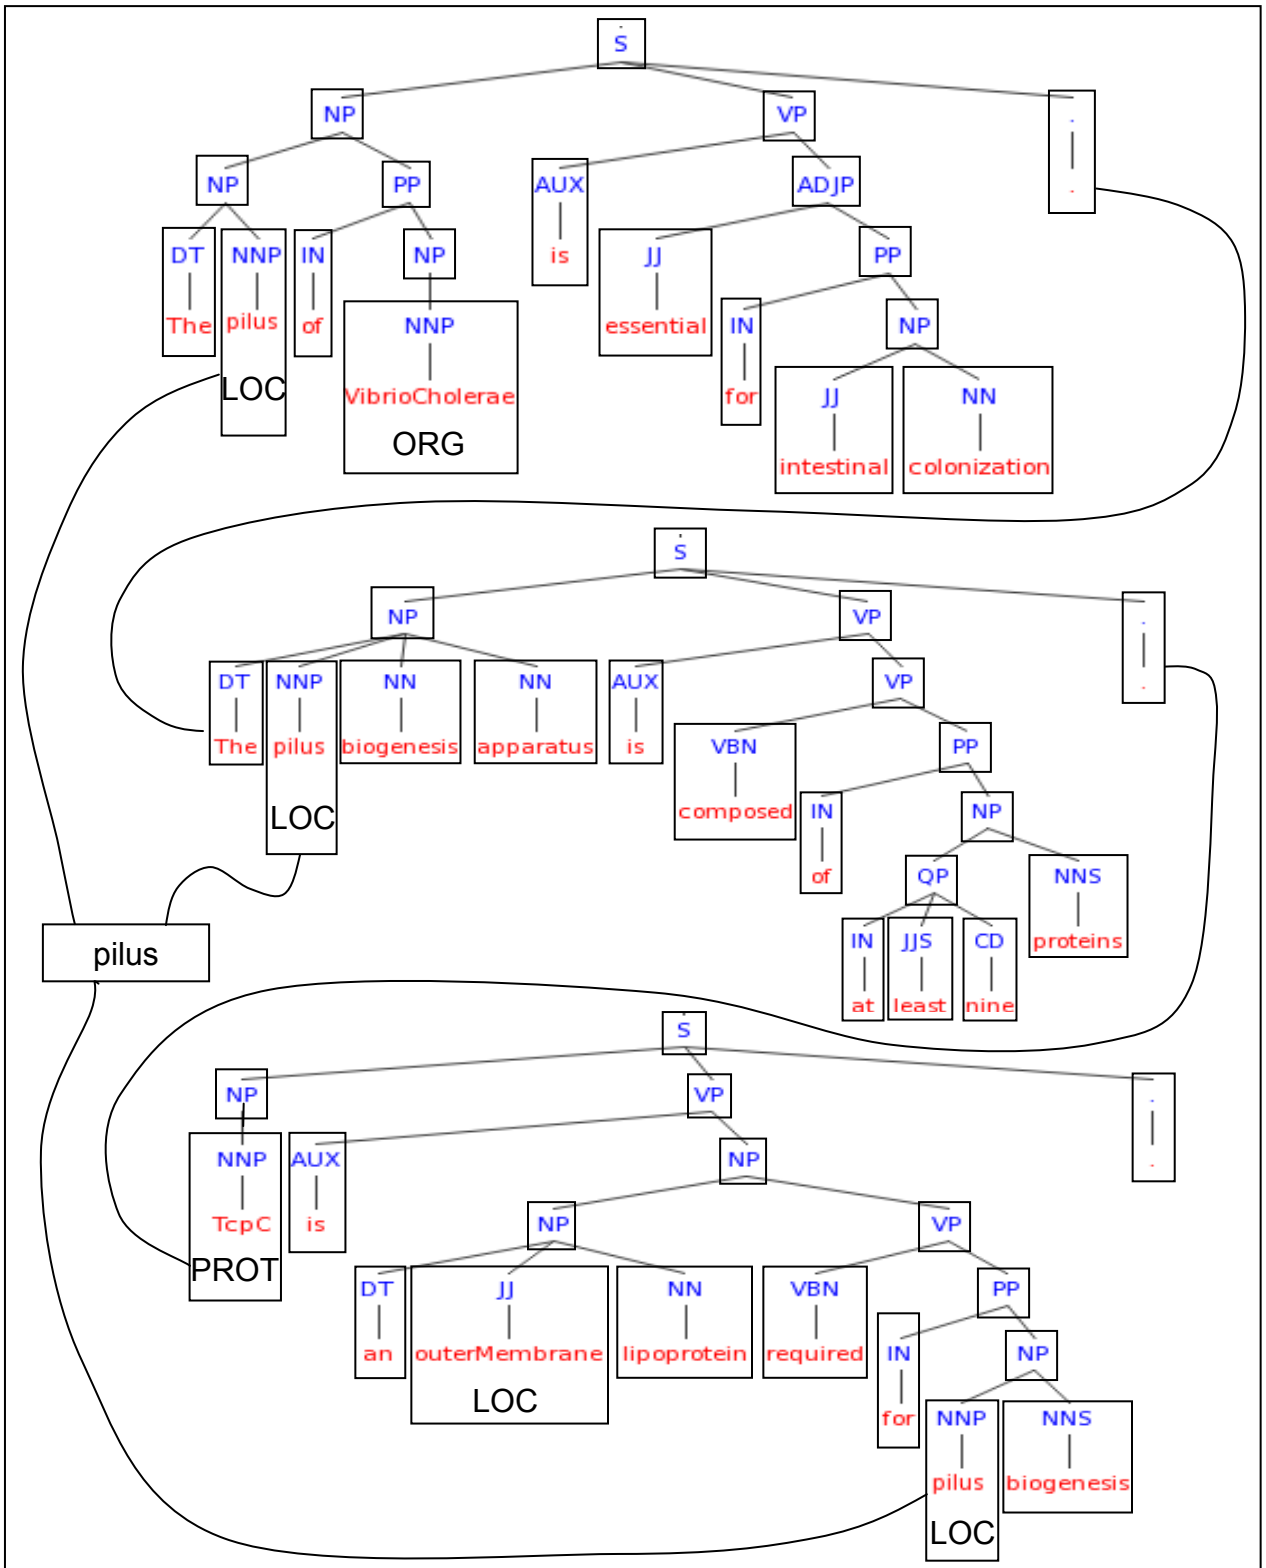 S
NP VP .
NP PP AUX ADJP .
DT NNP IN NP is JJ PP
The pilus of NNP essential IN NP
LOC VibrioCholerae for JJ NN
ORG intestinal colonization
S
NP VP .
DT NNP NN NN AUX VP .
The pilus biogenesis apparatus is VBN PP
LOC composed IN NP
of QP NNS
pilus IN JJS CD proteins
at least nine
S
NP VP .
NNP AUX NP .
TcpC is NP VP
PROT DT JJ NN VBN PP
an outerMembrane lipoprotein required IN NP
LOC for NNP NNS
pilus biogenesis
LOC